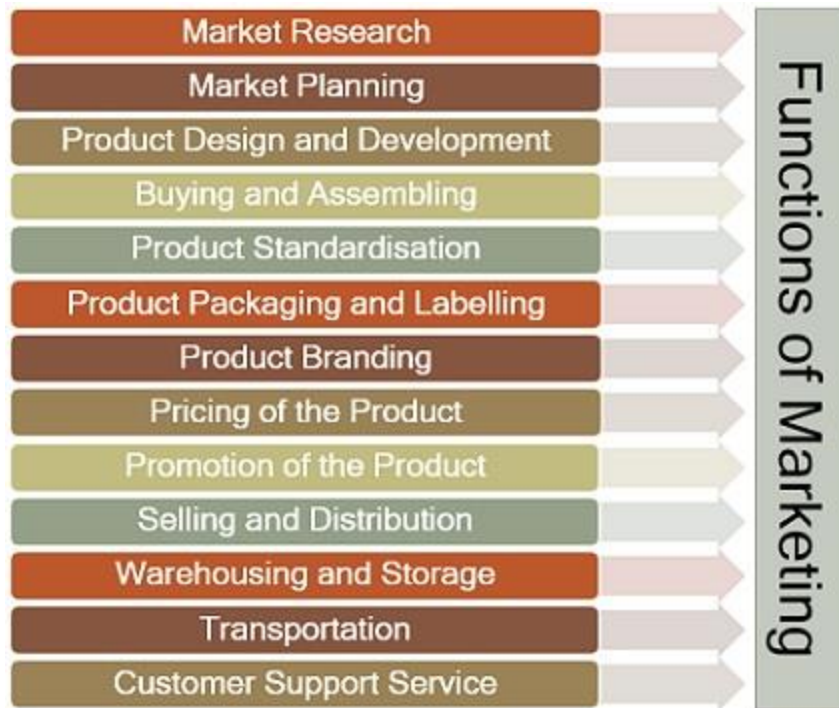 Market Research
Market Planning
Product Design and Development
Buying and Assembling
Product Standardisation
Product Packaging and Labelling
Product Branding
Pricing of the Product
Promotion of the Product
Selling and Distribution
Warehousing and Storage
Transportation
Customer Support Service
Functions of Marketing